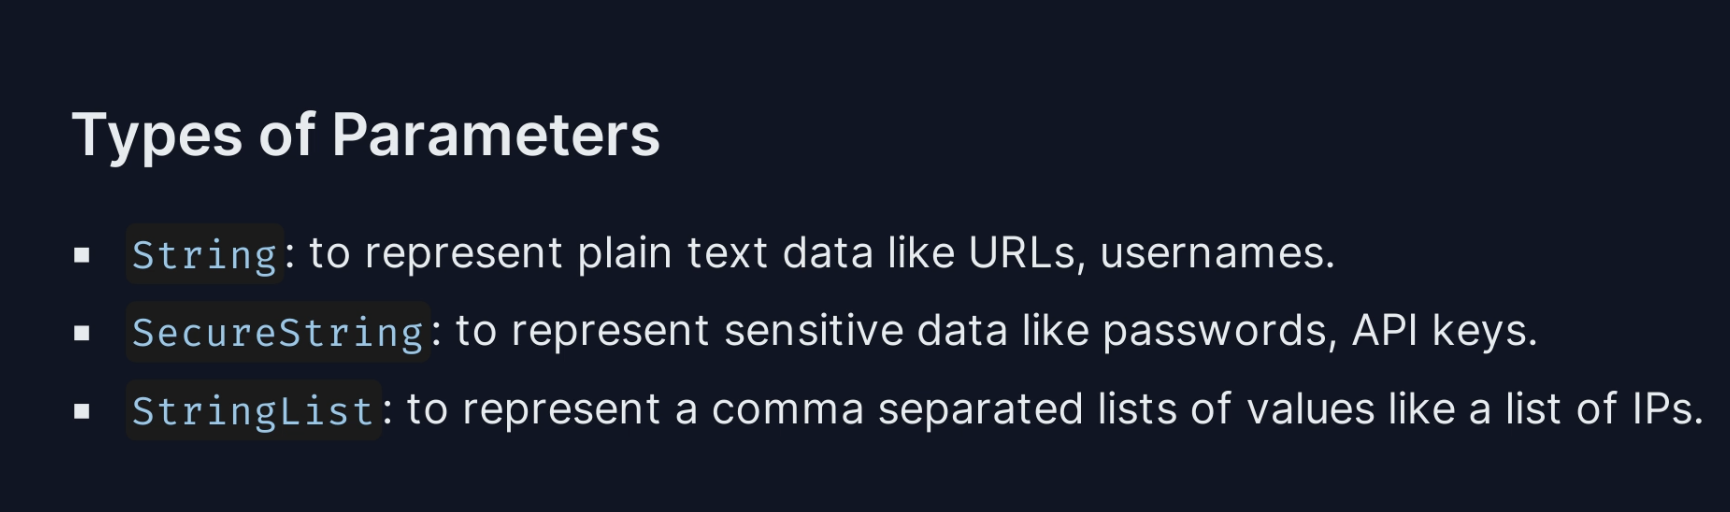 Types of Parameters
String: to represent plain text data like URLs, usernames.
SecureString: to represent sensitive data like passwords, API keys.
StringList: to represent a comma separated lists of values like a list of IPs.